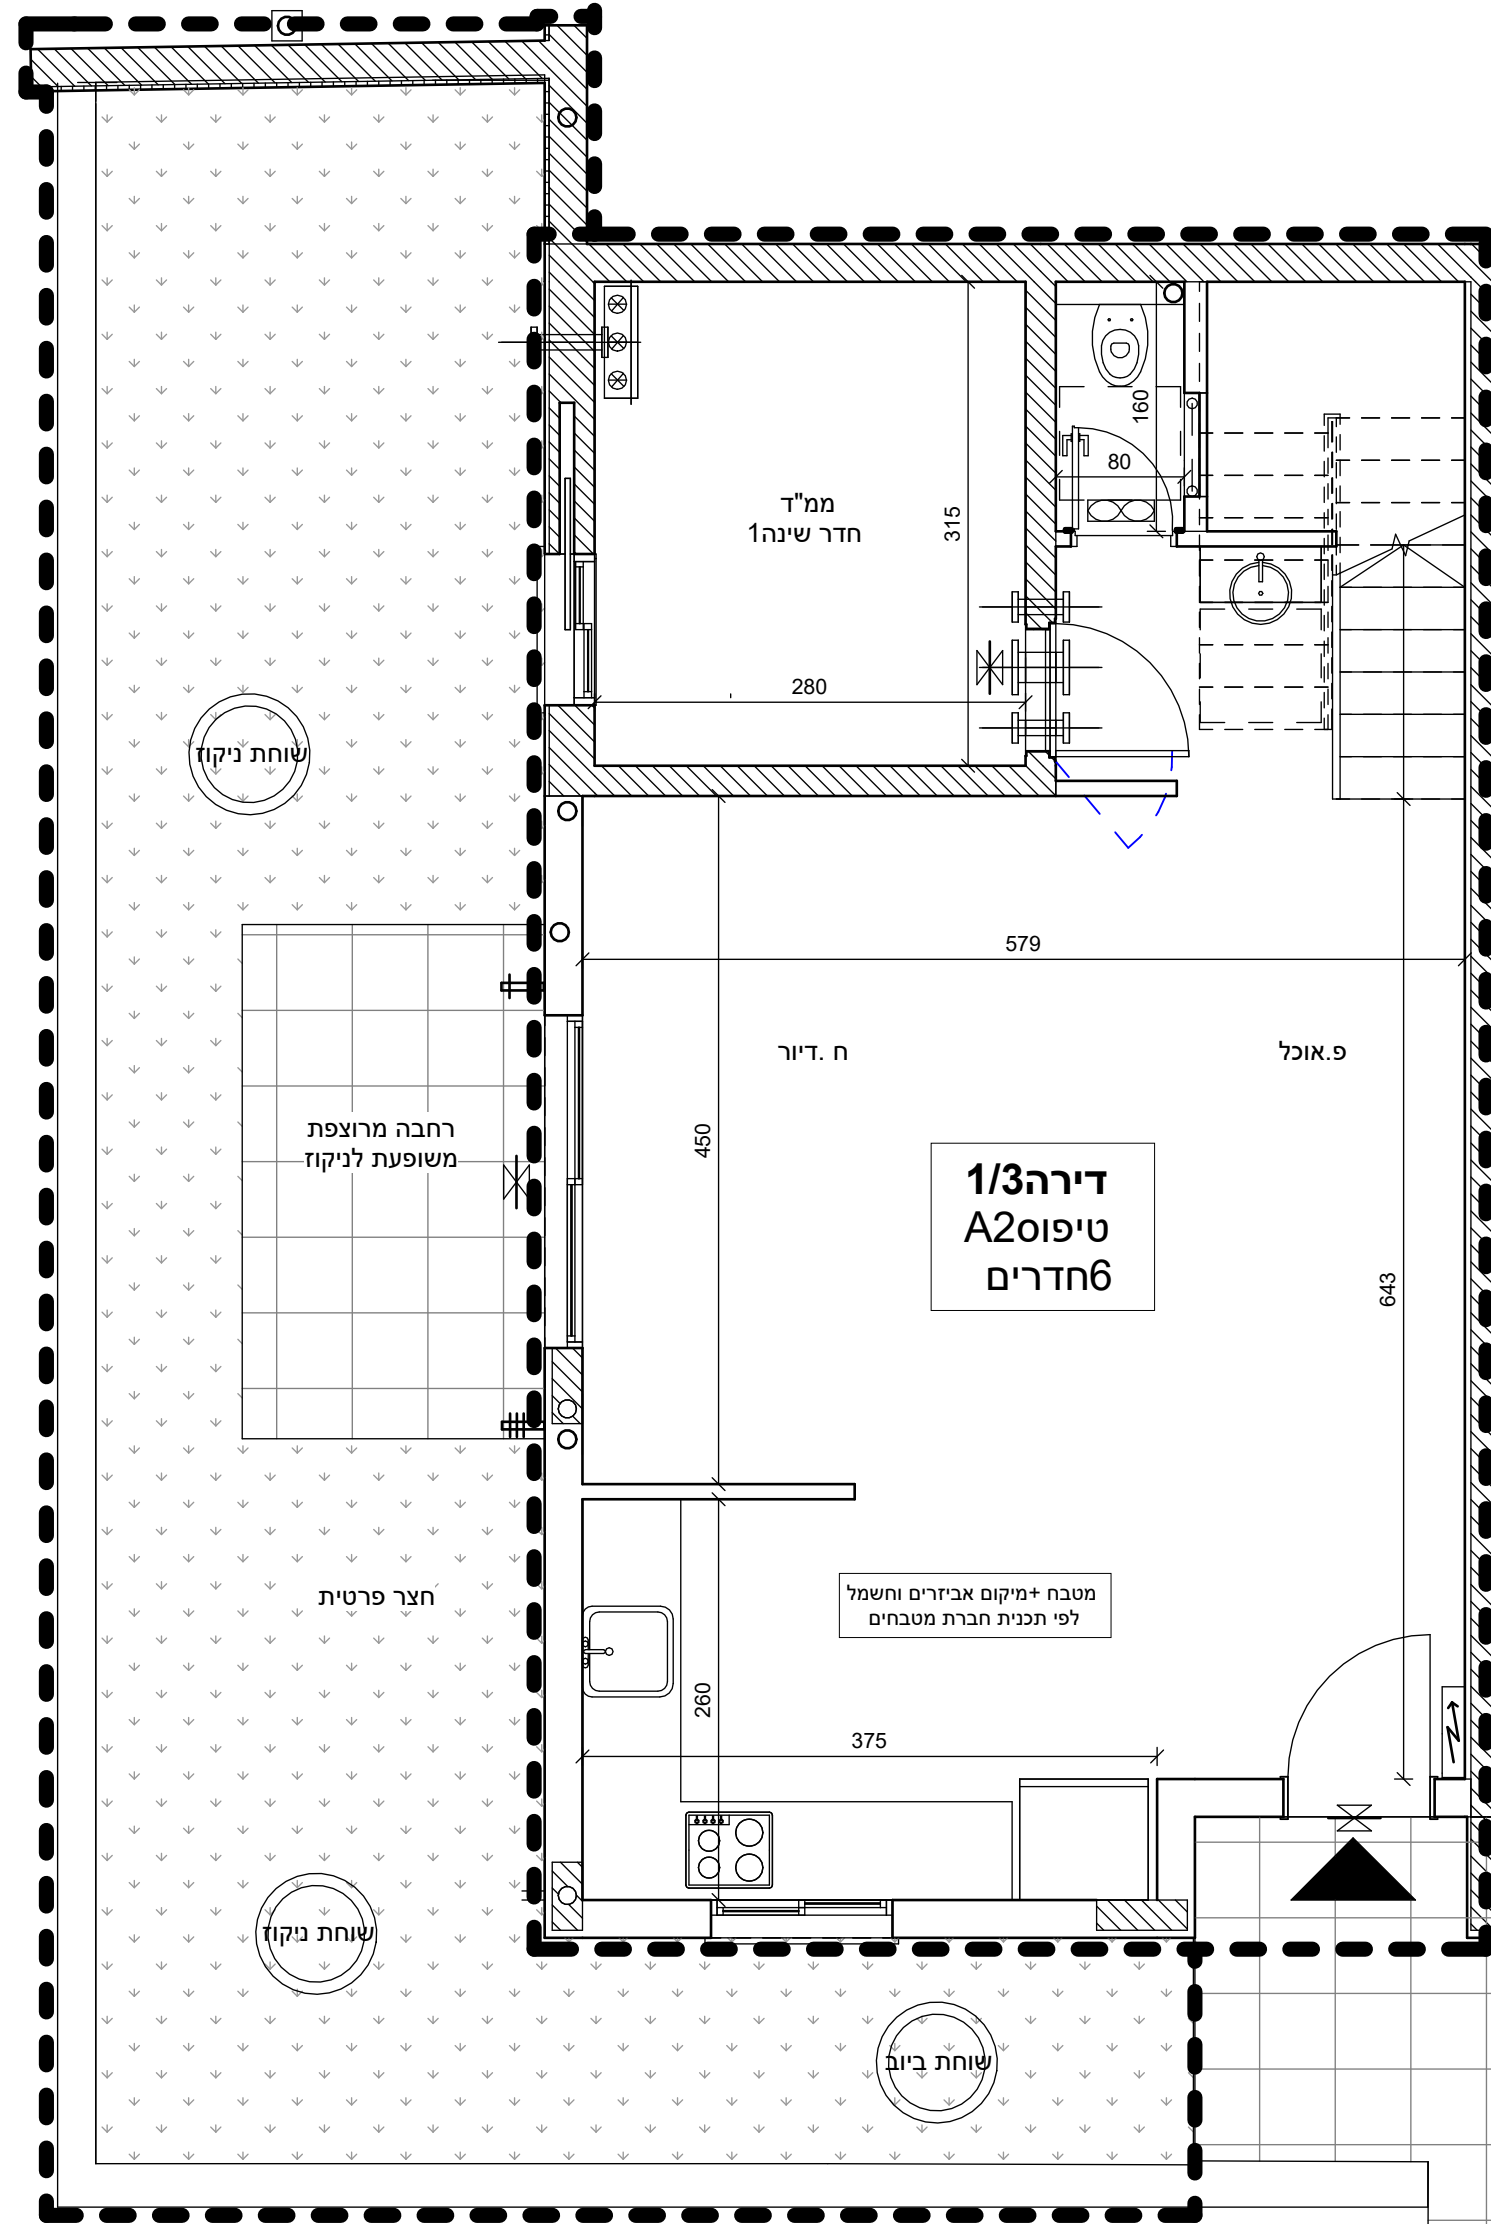 160
80
ממ"ד
חדר שינה1
315
280
שוחת ניקוז
579
ח .דיור
פ.אוכל
450
רחבה מרוצפת
משופעת לניקוז
דירה1/3
טיפוסA2
6חדרים
643
חצר פרטית
מטבח +מיקום אביזרים וחשמל
לפי תכנית חברת מטבחים
260
375
שוחת ניקוז
שוחת ביוב